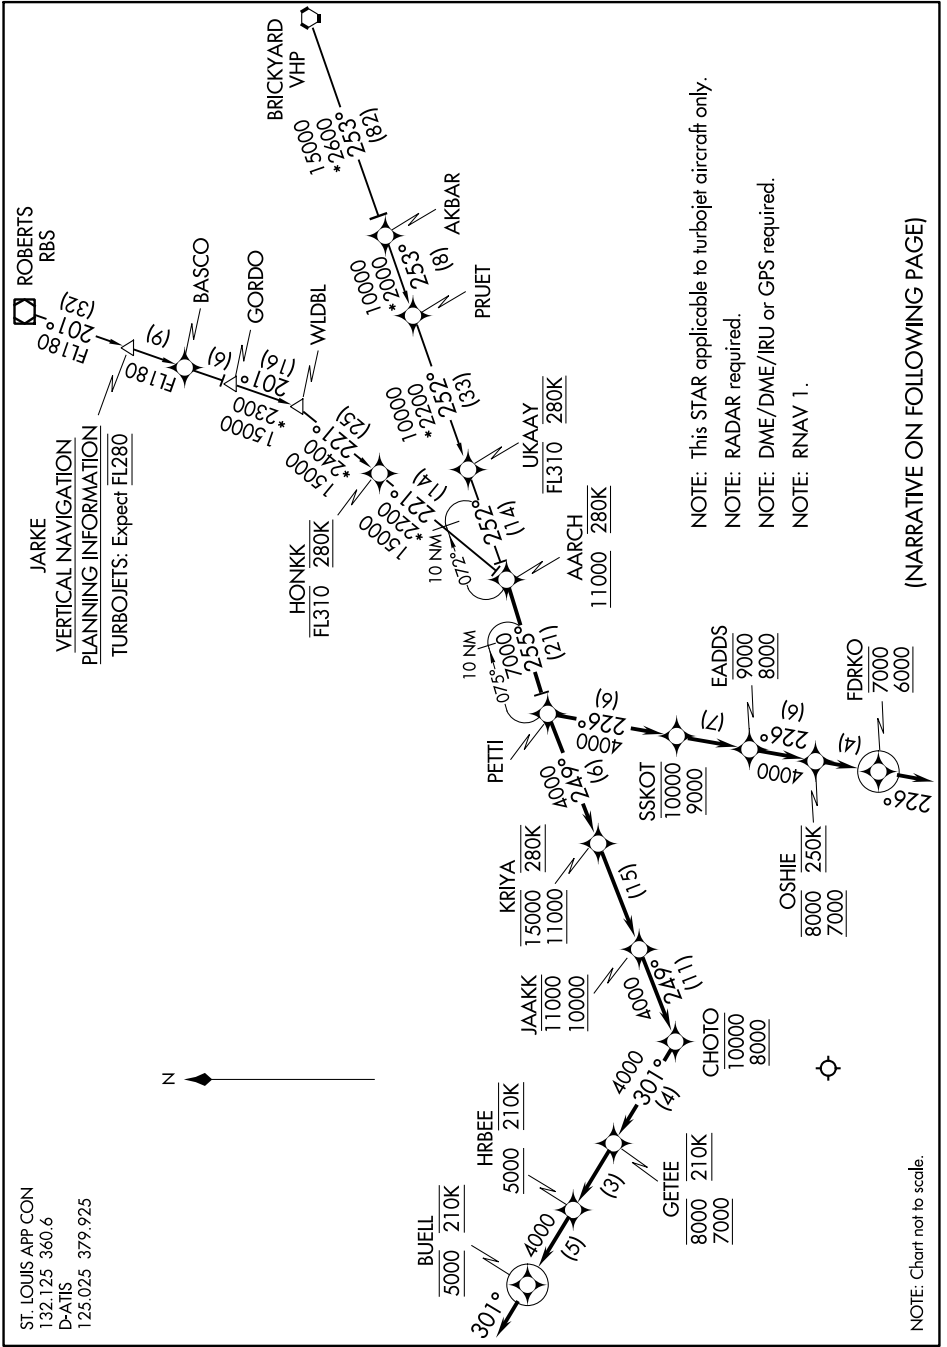 ST. LOUIS APP CON
132.125 360.6
D-ATIS
125.025 379.925
N
JARKE
VERTICAL NAVIGATION
PLANNING INFORMATION
TURBOJETS: Expect FL280
ROBERTS
RBS
FL180
201°
(32)
FL180
(9)
BASCO
(6)
GORDO
15000
*2300
201°
(16)
WLDBL
15000
*2400
221°
(25)
HONKK
FL310 280K
15000
*2200
221°
(14)
BRICKYARD
VHP
15000
*2600
253°
(82)
AKBAR
10000
*2000
253°
(8)
PRUET
10000
*2200
252°
(33)
UKAAY
FL310 280K
252°
(14)
10 NM
072°
AARCH
11000 280K
10 NM
075°
7000
255°
(21)
PETTI
4000
249°
(6)
KRIYA
15000 280K
11000
(15)
JAAKK
11000
10000
4000
249°
(11)
CHOTO
10000
8000
4000
301°
(4)
GETEE
8000 210K
7000
(3)
HRBEE
5000 210K
4000
(5)
BUELL
5000 210K
301°
4000
226°
(6)
SSKOT
10000
9000
(7)
EADDS
9000
8000
4000
226°
(6)
OSHIE
8000 250K
7000
(4)
FDRKO
7000
6000
226°
NOTE: This STAR applicable to turbojet aircraft only.
NOTE: RADAR required.
NOTE: DME/DME/IRU or GPS required.
NOTE: RNAV 1.
(NARRATIVE ON FOLLOWING PAGE)
NOTE: Chart not to scale.